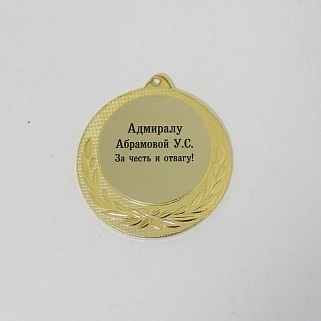 Адмиралу
Абрамовой У.С.
За честь и отвагу!